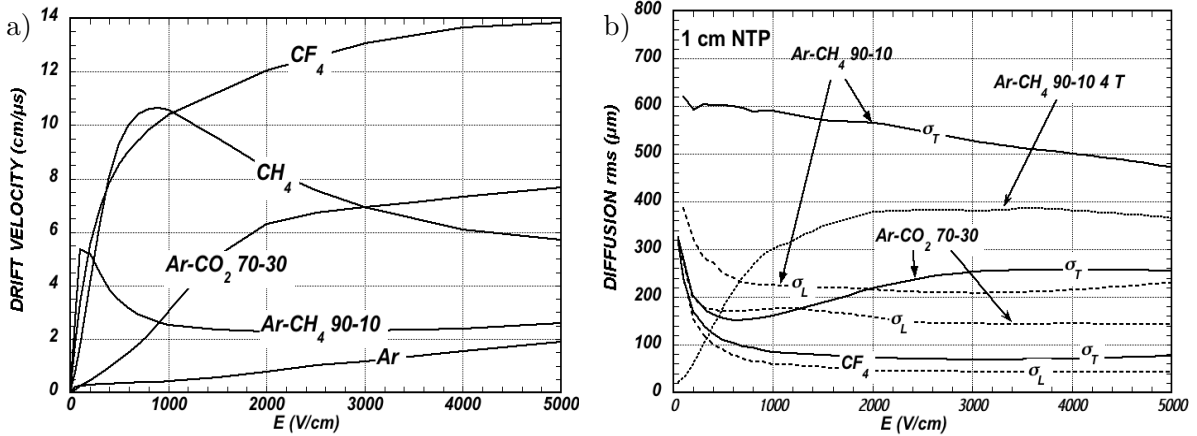 a)
DRIFT VELOCITY (cm/µs)
14
12
10
8
6
4
2
0
CF4
CH4
Ar-CO2 70-30
Ar-CH4 90-10
Ar
0 1000 2000 3000 4000 5000
E (V/cm)
b)
DIFFUSION rms (µm)
800
700
600
500
400
300
200
100
0
1 cm NTP
Ar-CH4 90-10
Ar-CH4 90-10 4 T
σT
Ar-CO2 70-30
σT
σL
σL
CF4
σT
σL
0 1000 2000 3000 4000 5000
E (V/cm)